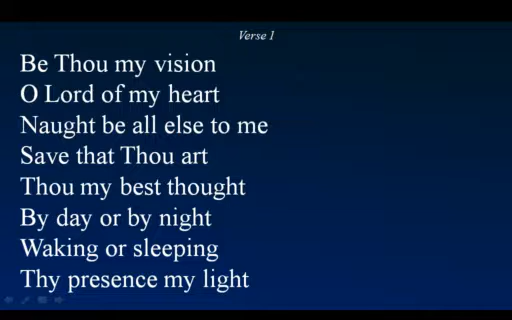 Verse 1
Be Thou my vision
O Lord of my heart
Naught be all else to me
Save that Thou art
Thou my best thought
By day or by night
Waking or sleeping
Thy presence my light